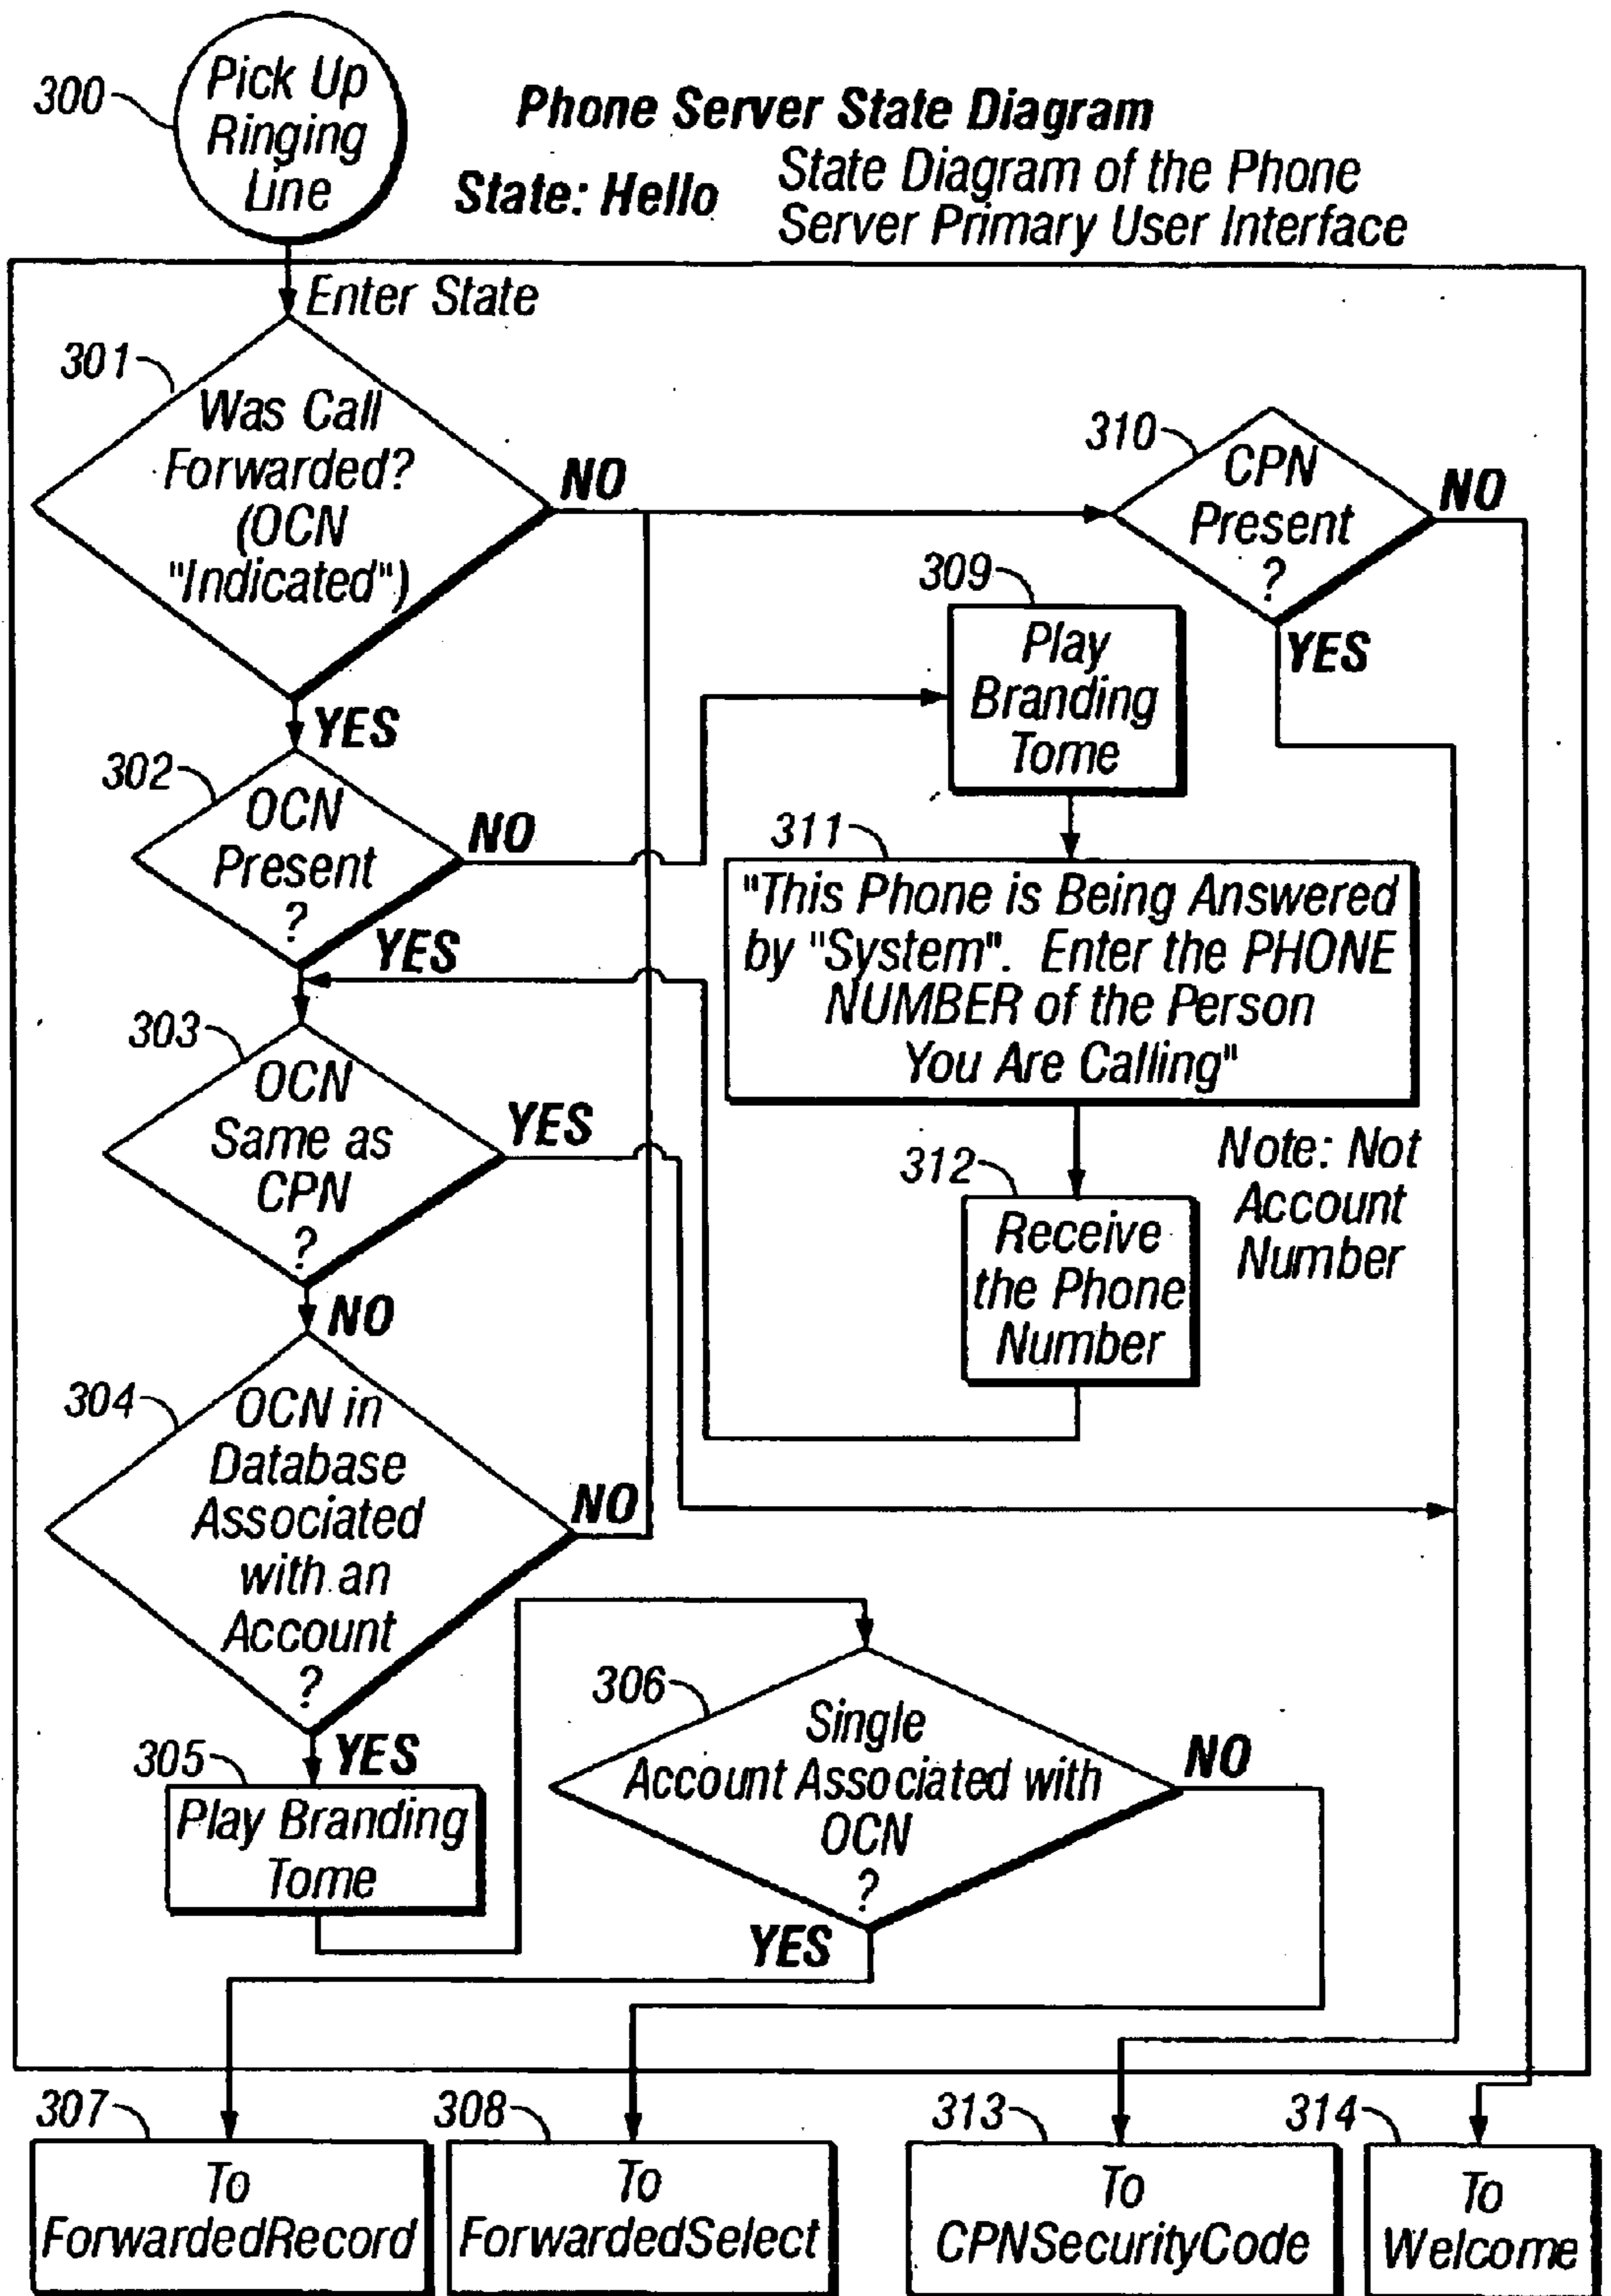 300
Pick Up
Ringing
Line
Phone Server State Diagram
State: Hello
State Diagram of the Phone
Server Primary User Interface
Enter State
301
Was Call
Forwarded?
(OCN
"Indicated")
NO
YES
310
CPN
Present
?
NO
YES
302
OCN
Present
?
NO
YES
309
Play
Branding
Tome
311
"This Phone is Being Answered
by "System". Enter the PHONE
NUMBER of the Person
You Are Calling"
303
OCN
Same as
CPN
?
YES
NO
312
Receive
the Phone
Number
Note: Not
Account
Number
304
OCN in
Database
Associated
with an
Account
?
NO
YES
305
Play Branding
Tome
306
Single
Account Associated with
OCN
?
NO
YES
307
To
ForwardedRecord
308
To
ForwardedSelect
313
To
CPNSecurityCode
314
To
Welcome